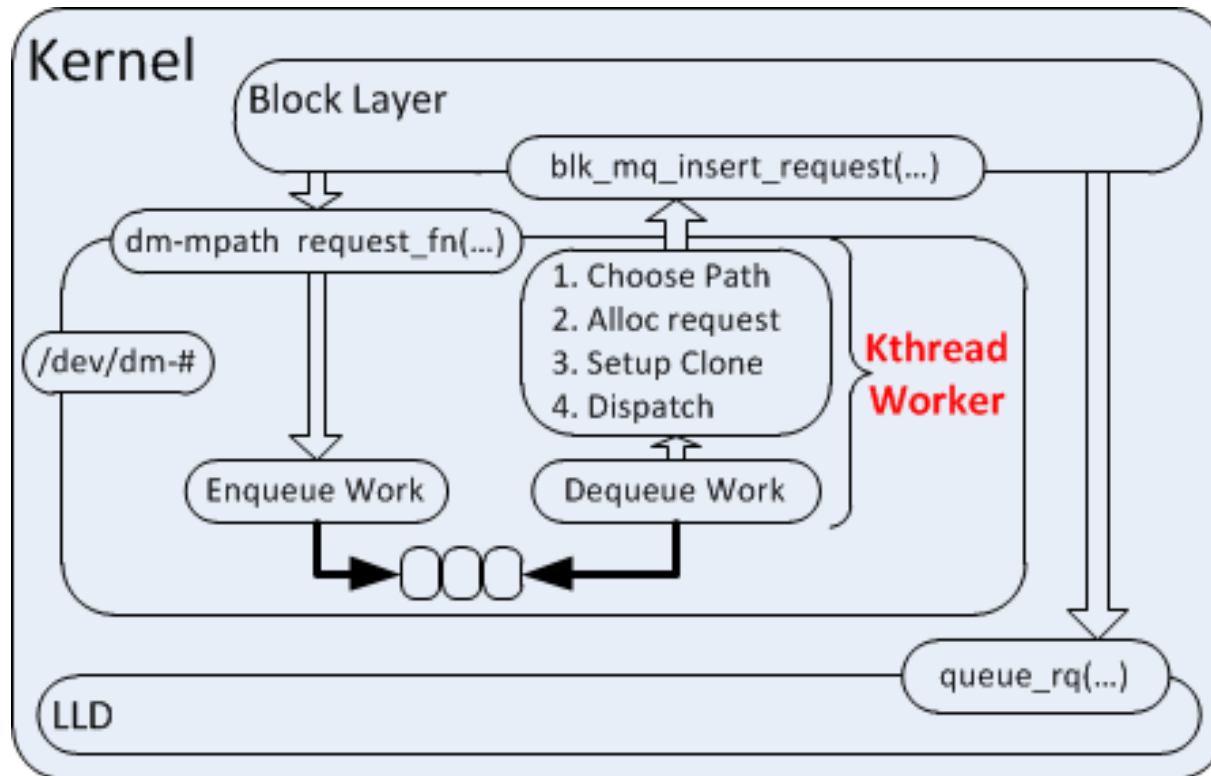 Kernel
Block Layer
blk_mq_insert_request(...)
dm-mpath request_fn(...)
1. Choose Path
2. Alloc request
3. Setup Clone
4. Dispatch
/dev/dm-#
Kthread
Worker
Enqueue Work
Dequeue Work
queue_rq(...)
LLD